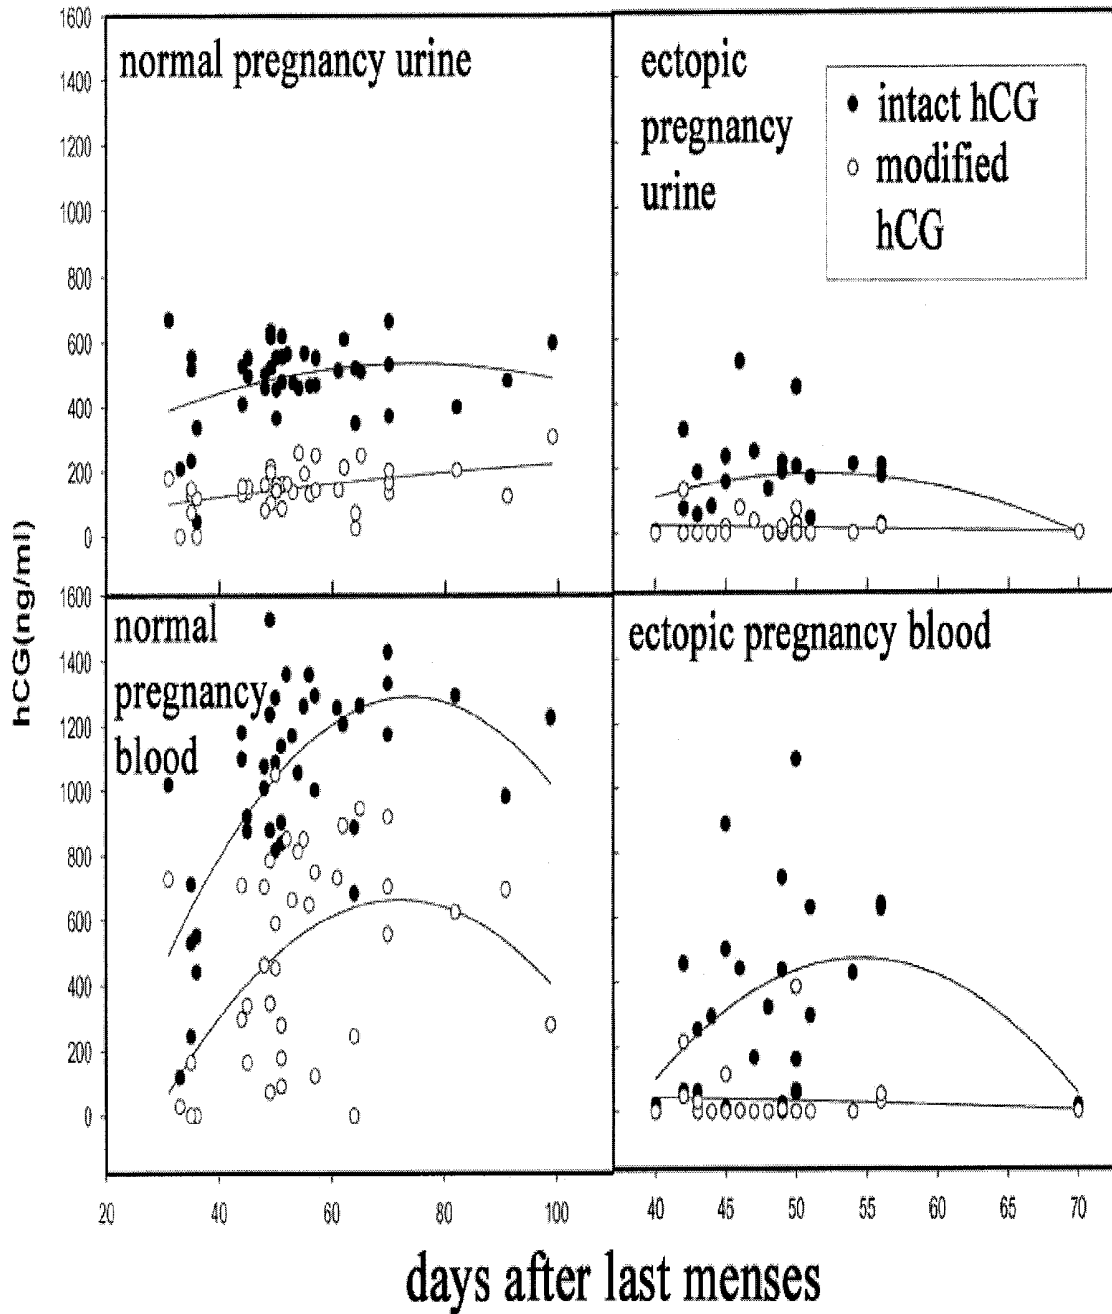 1600
1400
1200
1000
800
600
400
200
0
normal pregnancy urine
ectopic
pregnancy
urine
intact hCG
modified
hCG
hCG(ng/ml)
1600
1400
1200
1000
800
600
400
200
0
normal
pregnancy
blood
ectopic pregnancy blood
20 40 60 80 100
40 45 50 55 60 65 70
days after last menses